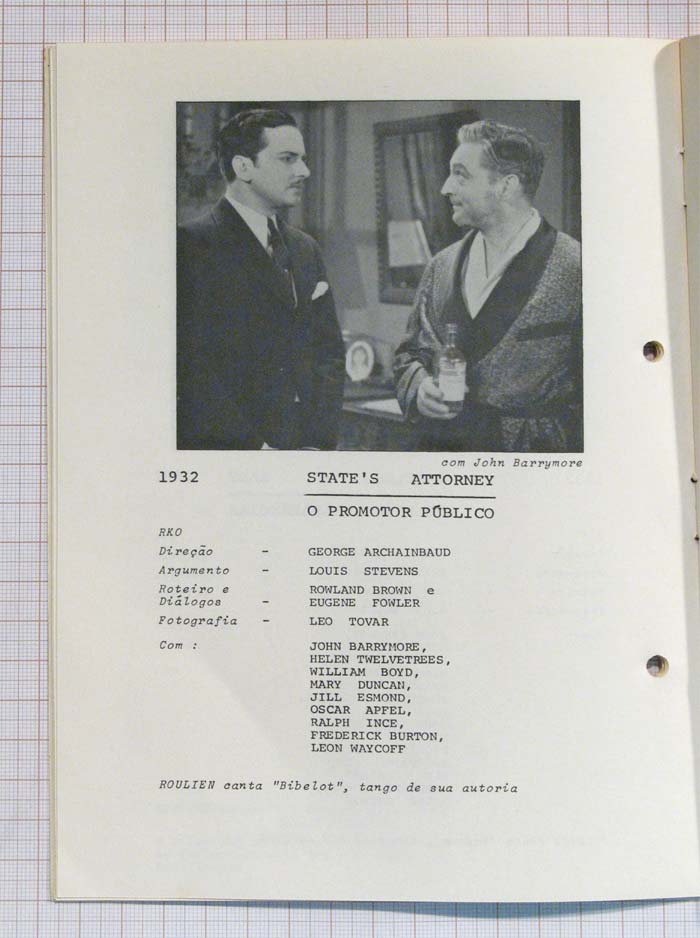 com John Barrymore
1932 STATE'S ATTORNEY
O PROMOTOR PÚBLICO
RKO
Direção - GEORGE ARCHAINBAUD
Argumento - LOUIS STEVENS
Roteiro e ROWLAND BROWN e
Diálogos - EUGENE FOWLER
Fotografia - LEO TOVAR
Com : JOHN BARRYMORE,
HELEN TWELVETREES,
WILLIAM BOYD,
MARY DUNCAN,
JILL ESMOND,
OSCAR APFEL,
RALPH INCE,
FREDERICK BURTON,
LEON WAYCOFF
ROULIEN canta "Bibelot", tango de sua autoria